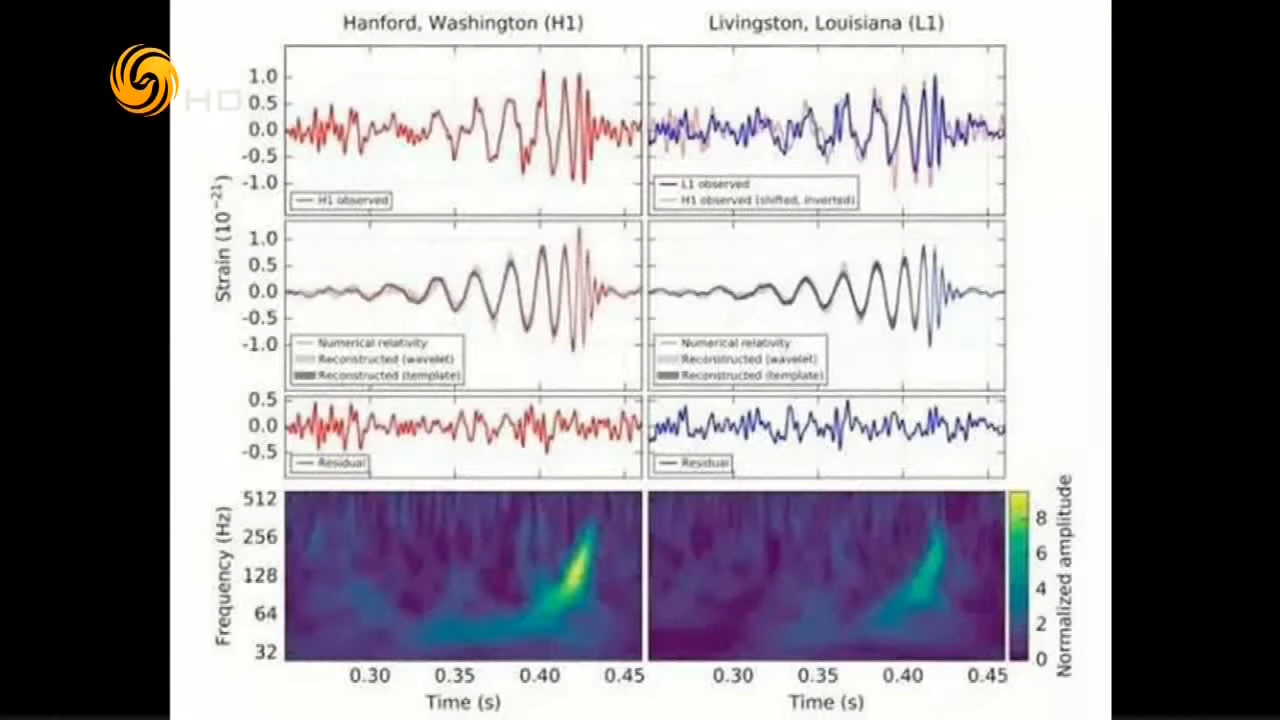 Hanford, Washington (H1)
Livingston, Louisiana (L1)
HD
1.0
0.5
0.0
-0.5
-1.0
H1 observed
L1 observed
H1 observed (shifted, inverted)
Strain (10⁻²¹)
1.0
0.5
0.0
-0.5
-1.0
Numerical relativity
Reconstructed (wavelet)
Reconstructed (template)
Numerical relativity
Reconstructed (wavelet)
Reconstructed (template)
0.5
0.0
-0.5
Residual
Residual
Frequency (Hz)
512
256
128
64
32
Normalized amplitude
8
6
4
2
0
0.30 0.35 0.40 0.45
0.30 0.35 0.40 0.45
Time (s)
Time (s)